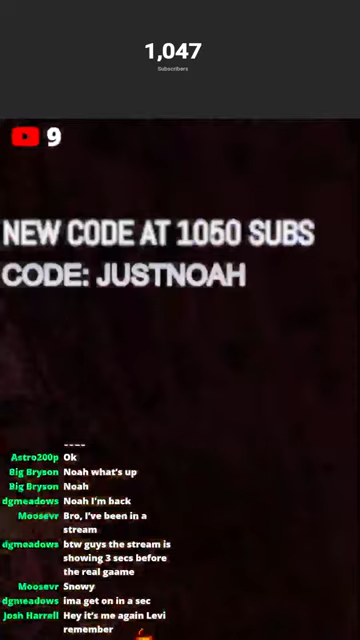 1,047
Subscribers
9
NEW CODE AT 1050 SUBS
CODE: JUSTNOAH
----
Astro200p Ok
Big Bryson Noah what's up
Big Bryson Noah
dgmeadows Noah I'm back
Moosevr Bro, I've been in a
stream
dgmeadows btw guys the stream is
showing 3 secs before
the real game
Moosevr Snowy
dgmeadows ima get on in a sec
Josh Harrell Hey it's me again Levi
remember